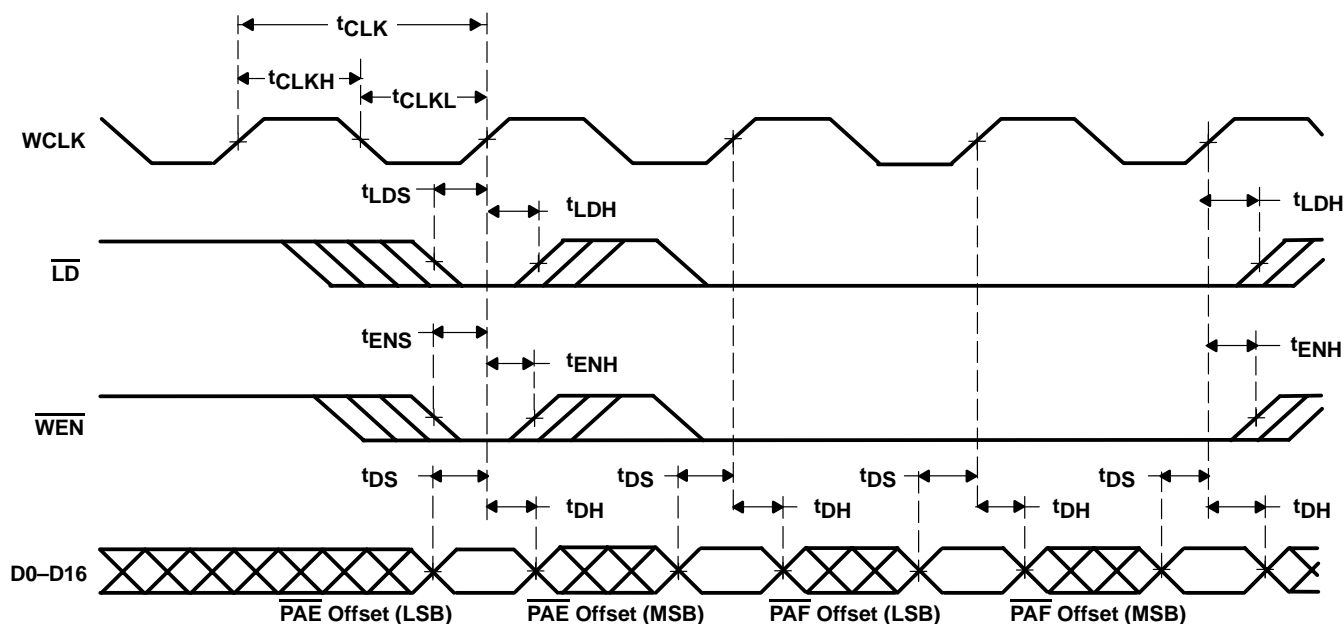 tCLK
tCLKH
tCLKL
WCLK
tLDS
tLDH
tLDH
LD
tENS
tENH
tENH
WEN
tDS
tDS
tDS
tDS
tDH
tDH
tDH
tDH
D0–D16
PAE Offset (LSB)
PAE Offset (MSB)
PAF Offset (LSB)
PAF Offset (MSB)